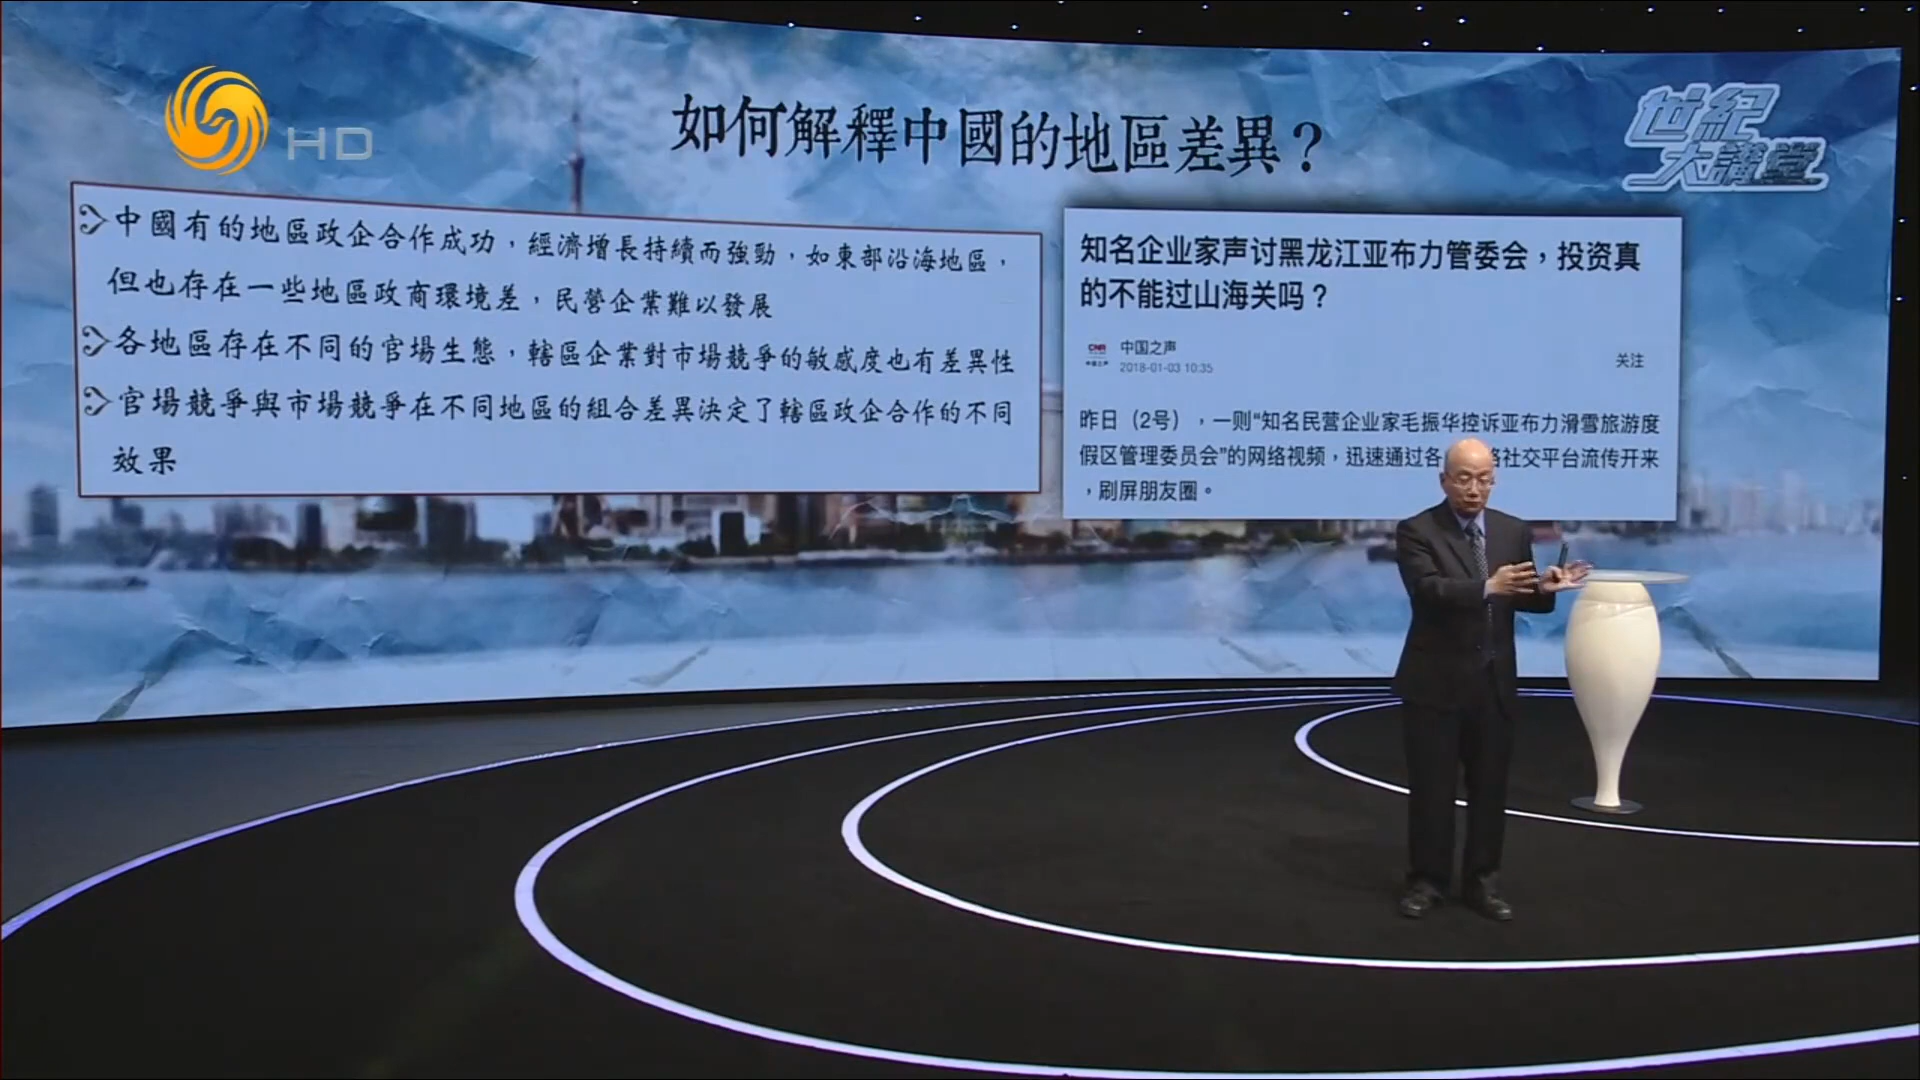 HD
如何解釋中國的地區差異？
世紀
大講堂
中國有的地區政企合作成功，經濟增長持續而強勁，如東部沿海地區，
但也存在一些地區政商環境差，民營企業難以發展
各地區存在不同的官場生態，轄區企業對市場競爭的敏感度也有差異性
官場競爭與市場競爭在不同地區的組合差異決定了轄區政企合作的不同
效果
知名企业家声讨黑龙江亚布力管委会，投资真
的不能过山海关吗？
CNR
中国之声
中国之声
2018-01-03 10:35
关注
昨日（2号），一则“知名民营企业家毛振华控诉亚布力滑雪旅游度
假区管理委员会”的网络视频，迅速通过各 络社交平台流传开来
，刷屏朋友圈。